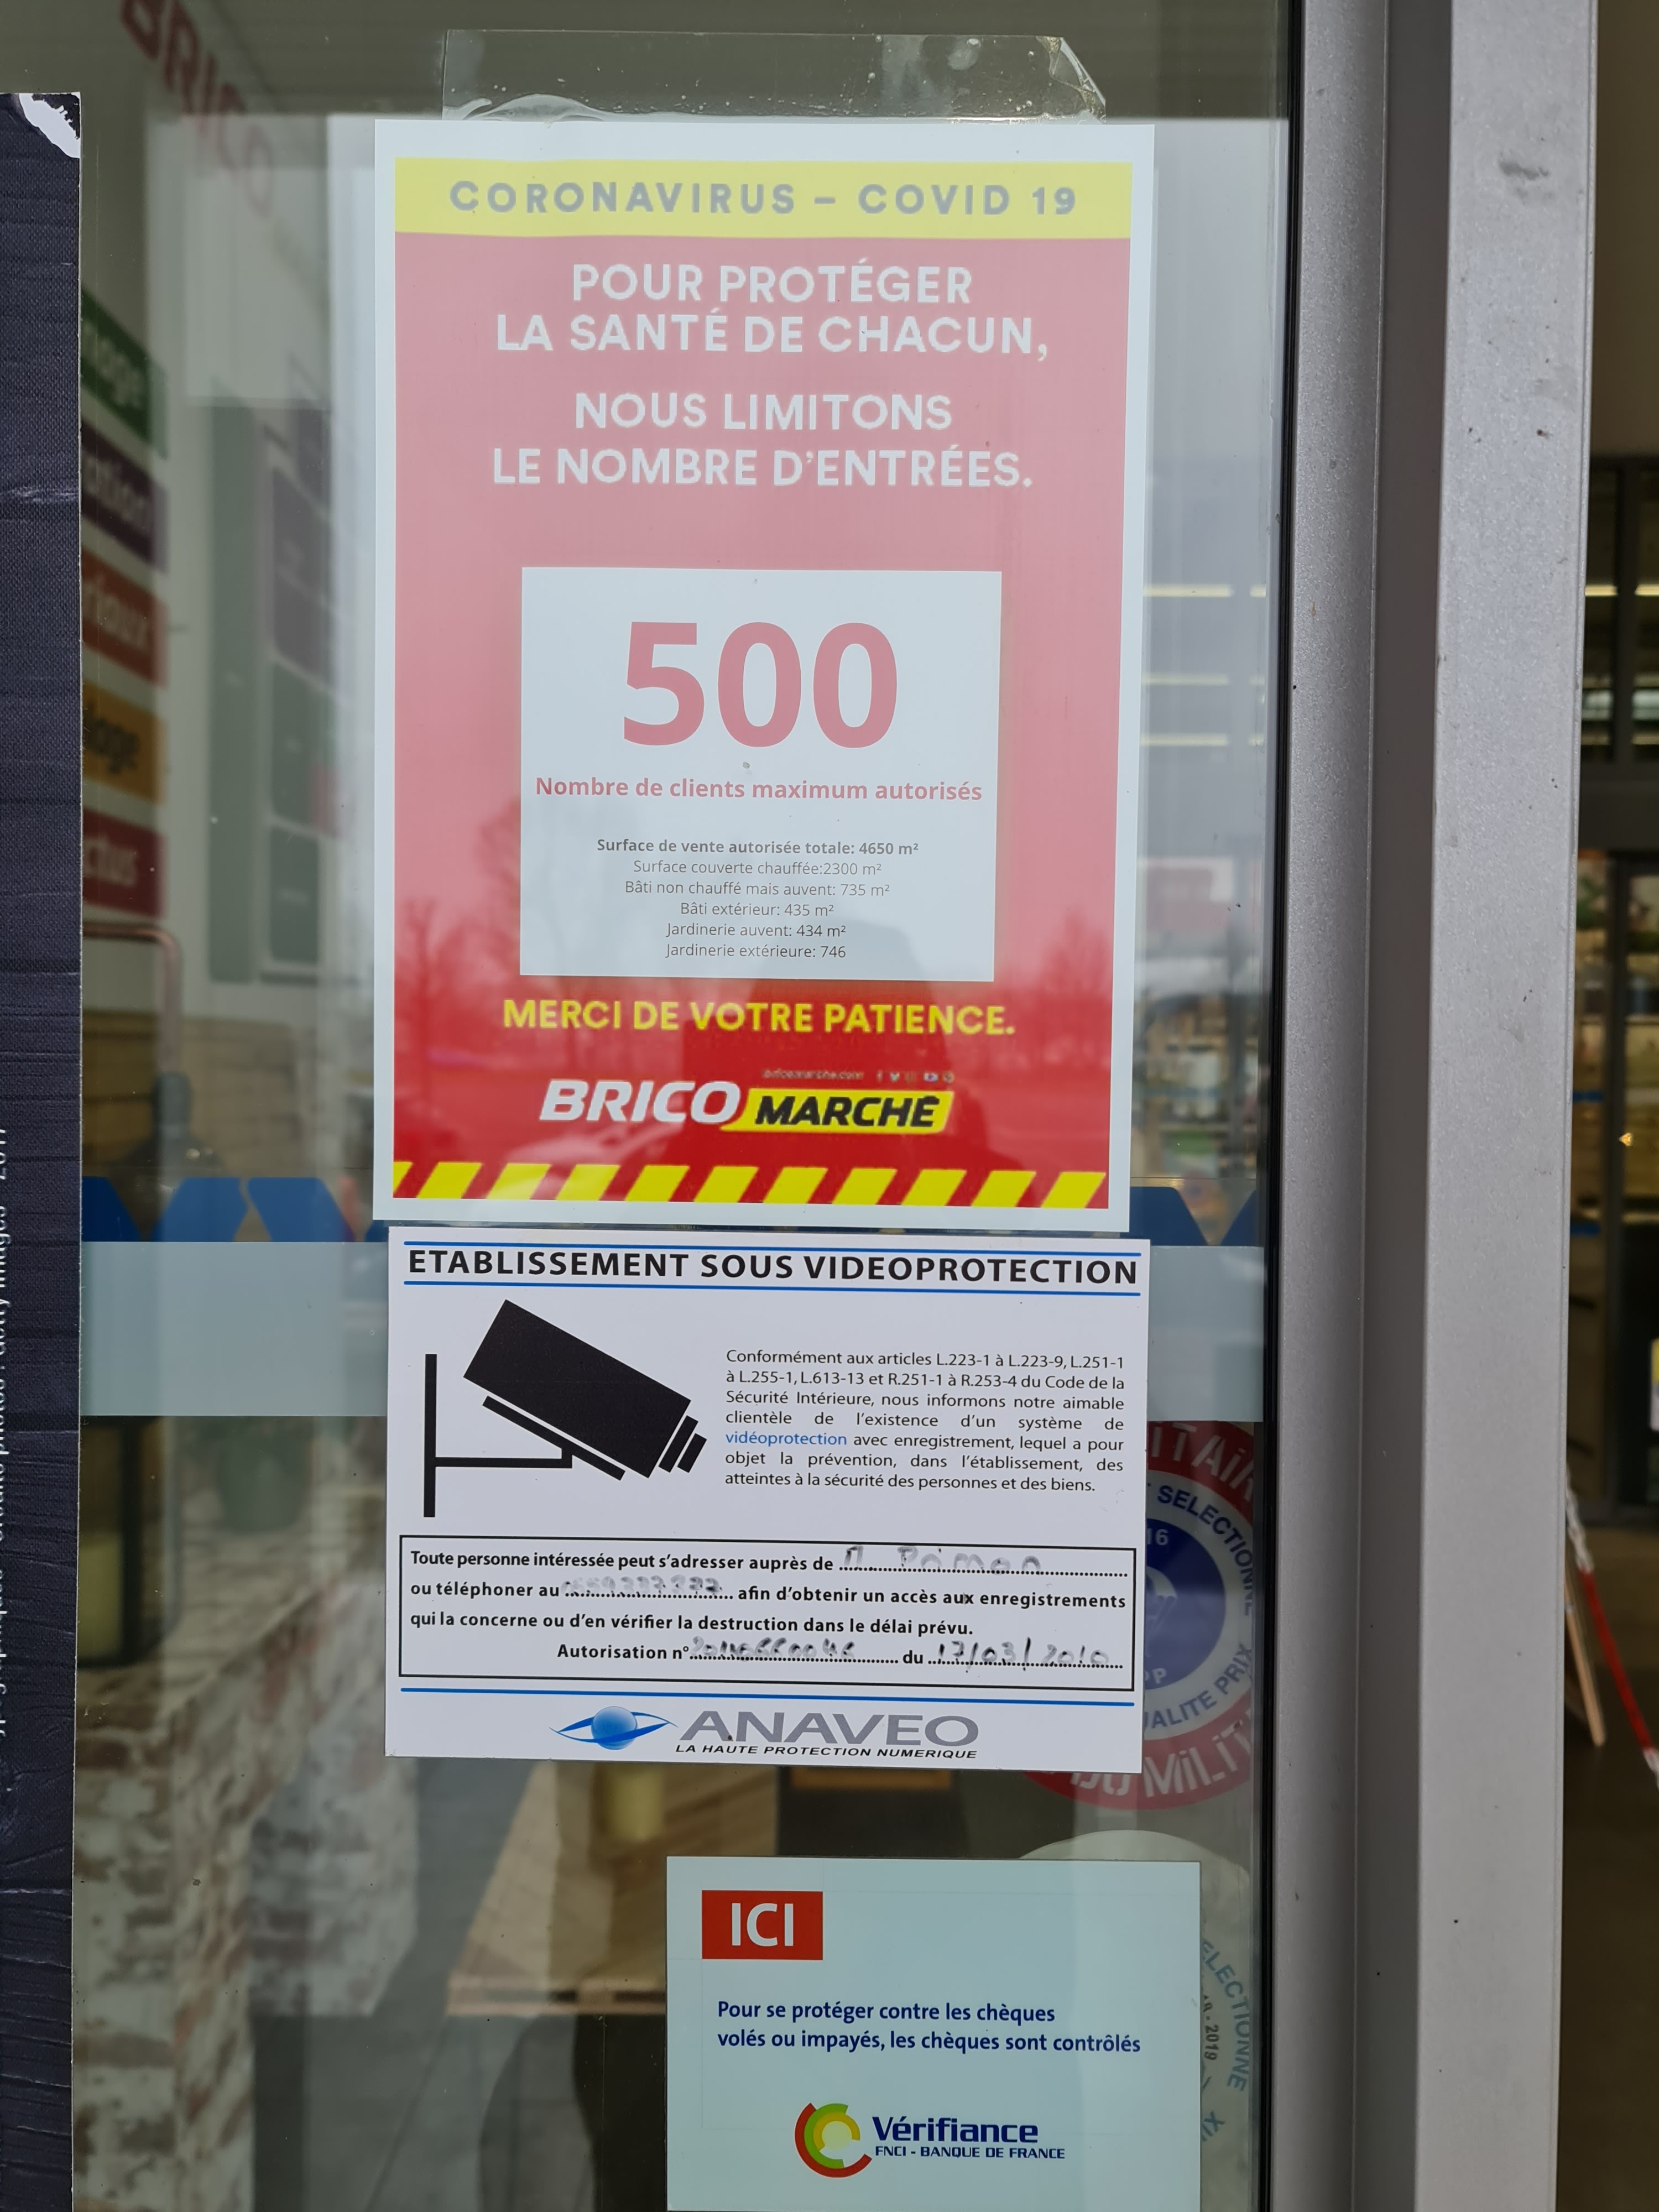 BRICO
CORONAVIRUS – COVID 19
POUR PROTÉGER
LA SANTÉ DE CHACUN,
NOUS LIMITONS
LE NOMBRE D'ENTRÉES.
500
Nombre de clients maximum autorisés
Surface de vente autorisée totale: 4650 m²
Surface couverte chauffée:2300 m²
Bâti non chauffé mais auvent: 735 m²
Bâti extérieur: 435 m²
Jardinerie auvent: 434 m²
Jardinerie extérieure: 746
MERCI DE VOTRE PATIENCE.
bricomarche.com
BRICO MARCHÉ
ETABLISSEMENT SOUS VIDEOPROTECTION
Conformément aux articles L.223-1 à L.223-9, L.251-1
à L.255-1, L.613-13 et R.251-1 à R.253-4 du Code de la
Sécurité Intérieure, nous informons notre aimable
clientèle de l'existence d'un système de
vidéoprotection avec enregistrement, lequel a pour
objet la prévention, dans l'établissement, des
atteintes à la sécurité des personnes et des biens.
Toute personne intéressée peut s'adresser auprès de
ou téléphoner au afin d'obtenir un accès aux enregistrements
qui la concerne ou d'en vérifier la destruction dans le délai prévu.
Autorisation n° du 17/03/2010
ANAVEO
LA HAUTE PROTECTION NUMERIQUE
SELECTIONNE
16
PRIX
ICI
Pour se protéger contre les chèques
volés ou impayés, les chèques sont contrôlés
Vérifiance
FNCI - BANQUE DE FRANCE
2019